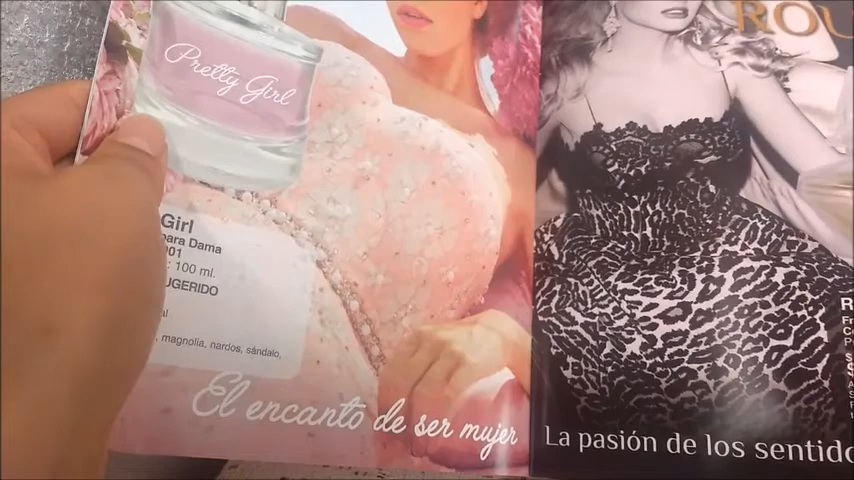 Pretty Girl
Girl
para Dama
001
: 100 ml.
UGERIDO
al
, magnolia, nardos, sándalo,
El encanto de ser mujer
ROU
La pasión de los sentido